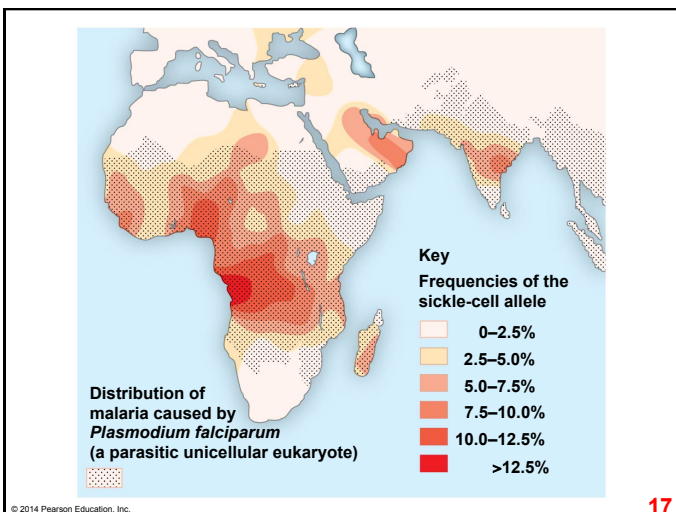 Key
Frequencies of the
sickle-cell allele
0–2.5%
2.5–5.0%
5.0–7.5%
7.5–10.0%
10.0–12.5%
>12.5%
Distribution of
malaria caused by
Plasmodium falciparum
(a parasitic unicellular eukaryote)
© 2014 Pearson Education, Inc.
17